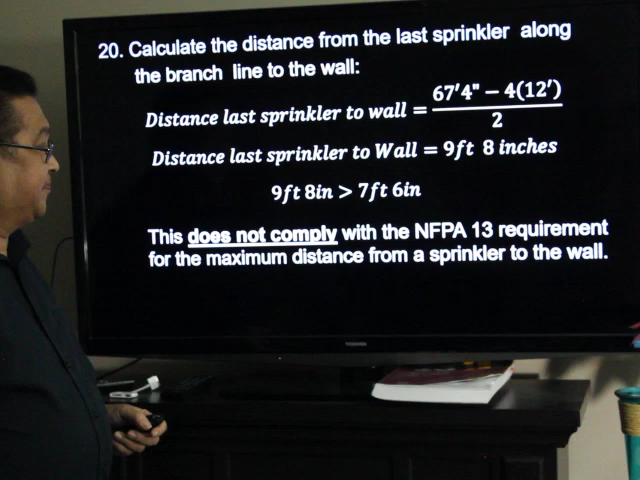 20. Calculate the distance from the last sprinkler along
the branch line to the wall:
Distance last sprinkler to wall = 67'4" − 4(12') / 2
Distance last sprinkler to Wall = 9ft 8 inches
9ft 8in > 7ft 6in
This does not comply with the NFPA 13 requirement
for the maximum distance from a sprinkler to the wall.
TOSHIBA